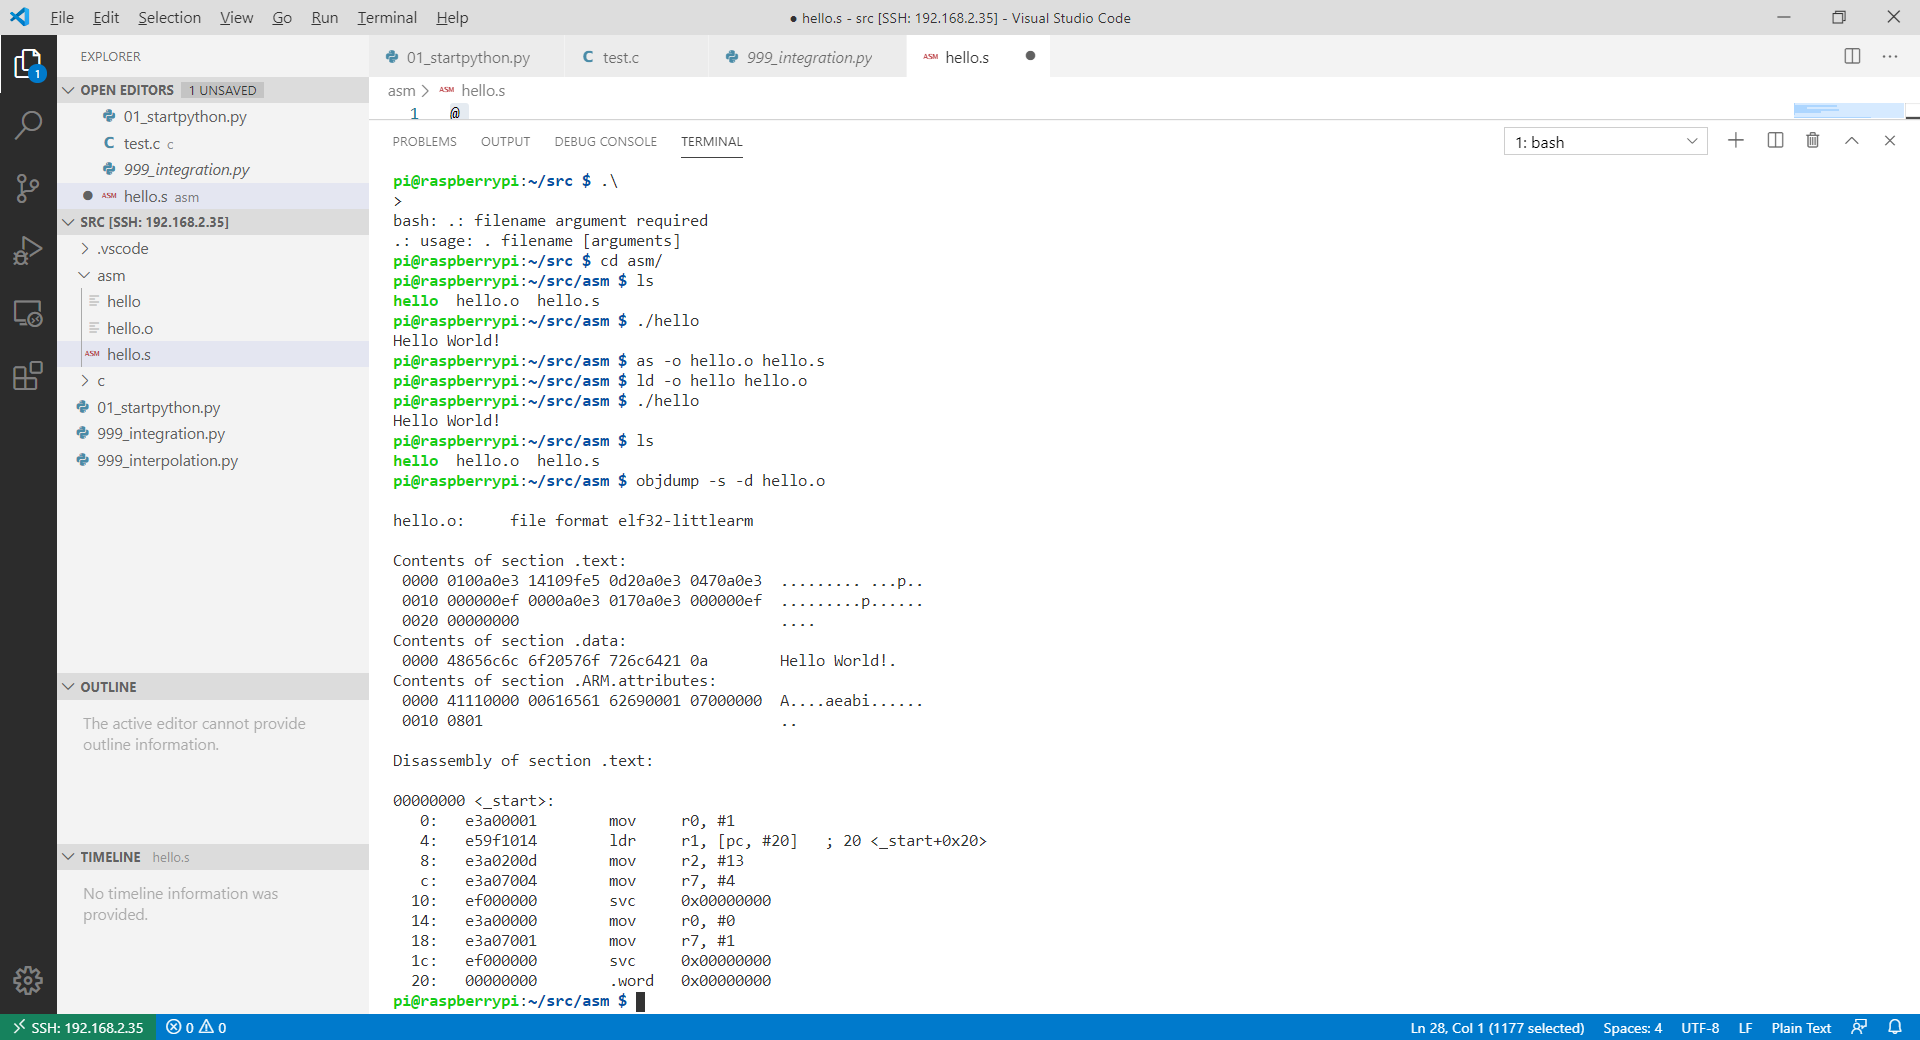 File Edit Selection View Go Run Terminal Help
● hello.s - src [SSH: 192.168.2.35] - Visual Studio Code
1
EXPLORER
OPEN EDITORS 1 UNSAVED
01_startpython.py
C test.c c
999_integration.py
● ASM hello.s asm
SRC [SSH: 192.168.2.35]
> .vscode
asm
hello
hello.o
ASM hello.s
> c
01_startpython.py
999_integration.py
999_interpolation.py
OUTLINE
The active editor cannot provide
outline information.
TIMELINE hello.s
No timeline information was
provided.
01_startpython.py C test.c 999_integration.py ASM hello.s ●
asm > ASM hello.s
1 @
PROBLEMS OUTPUT DEBUG CONSOLE TERMINAL 1: bash
pi@raspberrypi:~/src $ .\
>
bash: .: filename argument required
.: usage: . filename [arguments]
pi@raspberrypi:~/src $ cd asm/
pi@raspberrypi:~/src/asm $ ls
hello  hello.o  hello.s
pi@raspberrypi:~/src/asm $ ./hello
Hello World!
pi@raspberrypi:~/src/asm $ as -o hello.o hello.s
pi@raspberrypi:~/src/asm $ ld -o hello hello.o
pi@raspberrypi:~/src/asm $ ./hello
Hello World!
pi@raspberrypi:~/src/asm $ ls
hello  hello.o  hello.s
pi@raspberrypi:~/src/asm $ objdump -s -d hello.o
hello.o:     file format elf32-littlearm
Contents of section .text:
 0000 0100a0e3 14109fe5 0d20a0e3 0470a0e3  ......... ...p..
 0010 000000ef 0000a0e3 0170a0e3 000000ef  .........p......
 0020 00000000                             ....
Contents of section .data:
 0000 48656c6c 6f20576f 726c6421 0a        Hello World!.
Contents of section .ARM.attributes:
 0000 41110000 00616561 62690001 07000000  A....aeabi......
 0010 0801                                 ..
Disassembly of section .text:
00000000 <_start>:
   0:   e3a00001        mov     r0, #1
   4:   e59f1014        ldr     r1, [pc, #20]   ; 20 <_start+0x20>
   8:   e3a0200d        mov     r2, #13
   c:   e3a07004        mov     r7, #4
  10:   ef000000        svc     0x00000000
  14:   e3a00000        mov     r0, #0
  18:   e3a07001        mov     r7, #1
  1c:   ef000000        svc     0x00000000
  20:   00000000        .word   0x00000000
pi@raspberrypi:~/src/asm $
SSH: 192.168.2.35 0 0 Ln 28, Col 1 (1177 selected) Spaces: 4 UTF-8 LF Plain Text